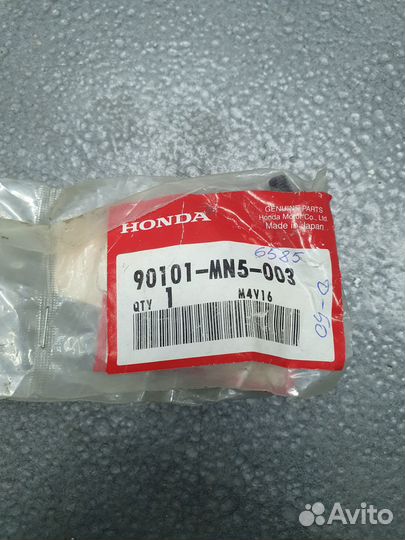 HONDA
GENUINE PARTS
Honda Motor Co., Ltd.
Made in Japan
6585
90101-MN5-003
QTY 1 M4V16
Avito